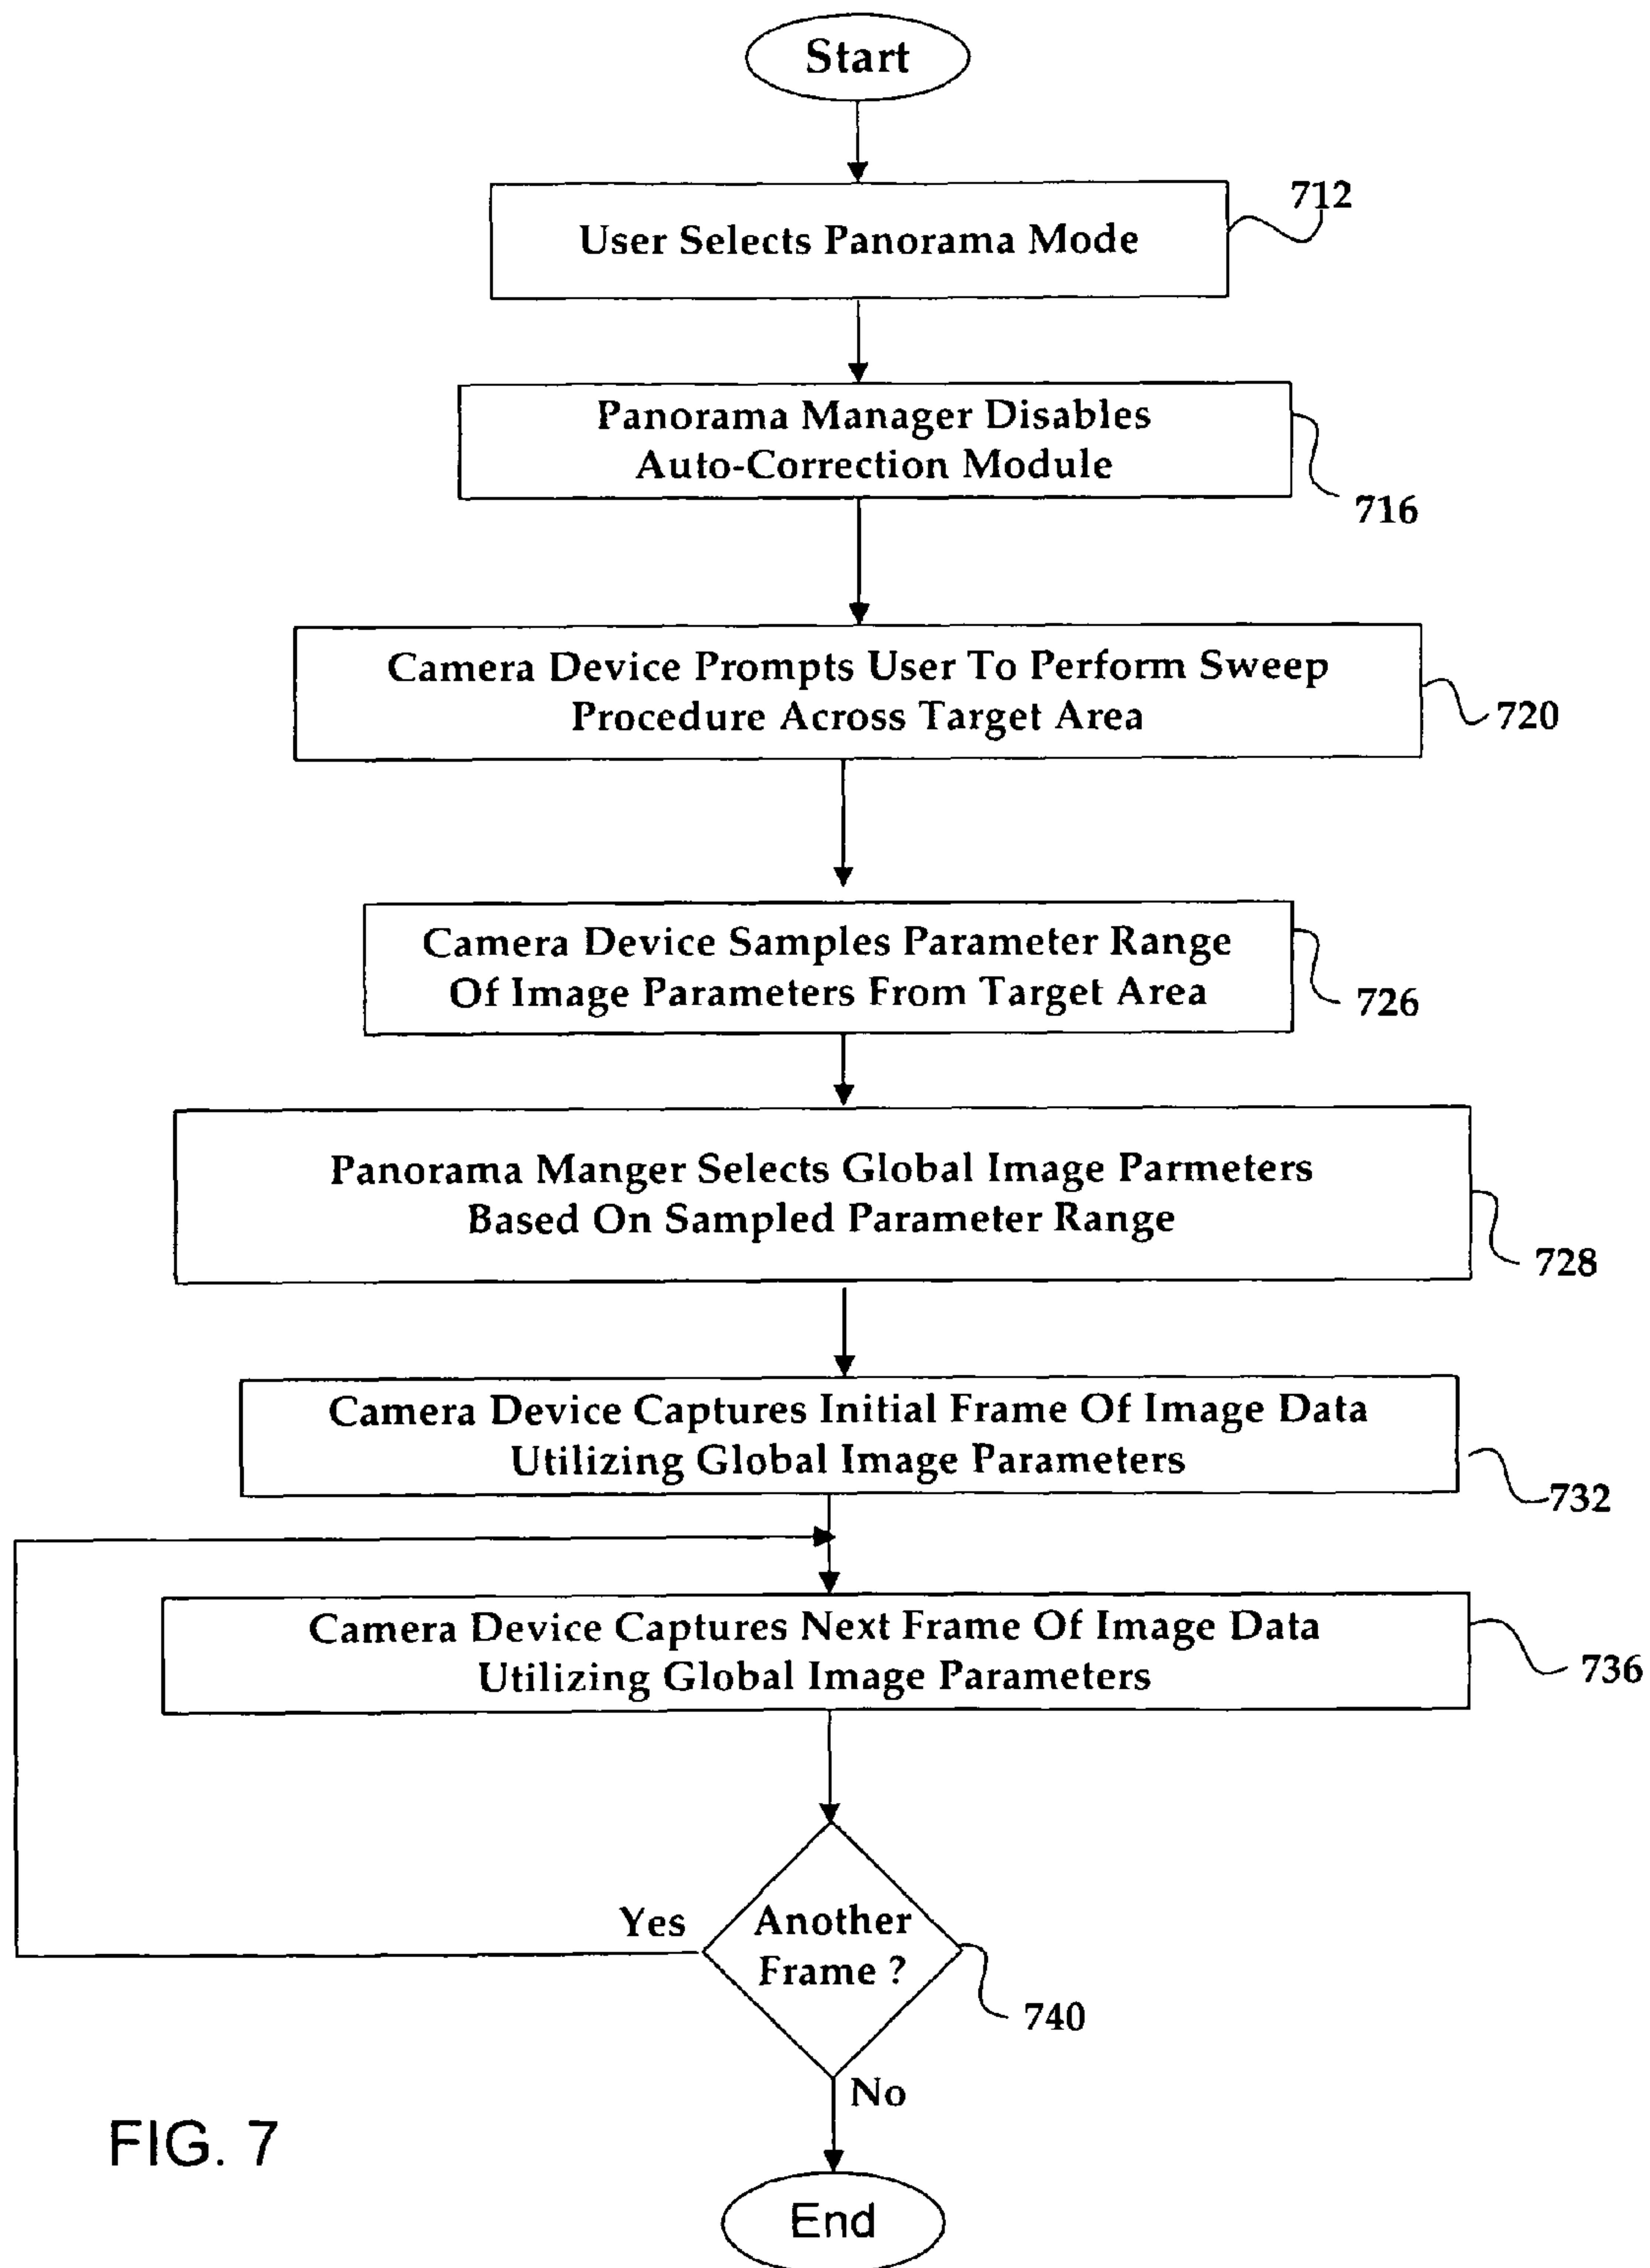 Start
User Selects Panorama Mode
712
Panorama Manager Disables
Auto-Correction Module
716
Camera Device Prompts User To Perform Sweep
Procedure Across Target Area
720
Camera Device Samples Parameter Range
Of Image Parameters From Target Area
726
Panorama Manger Selects Global Image Parmeters
Based On Sampled Parameter Range
728
Camera Device Captures Initial Frame Of Image Data
Utilizing Global Image Parameters
732
Camera Device Captures Next Frame Of Image Data
Utilizing Global Image Parameters
736
Yes
Another
Frame ?
740
No
FIG. 7
End